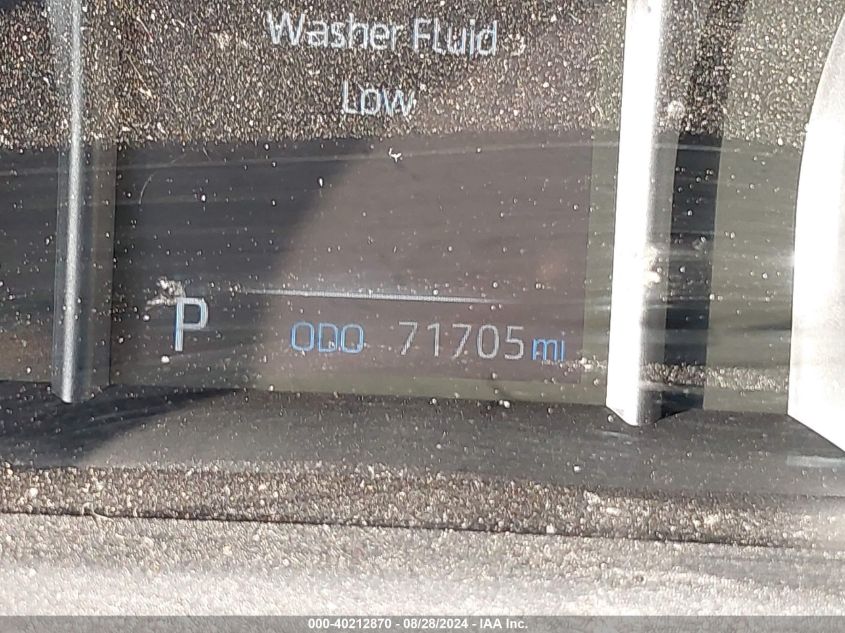 Washer Fluid
Low
P
ODO 71705 mi
000-40212870 - 08/28/2024 - IAA Inc.